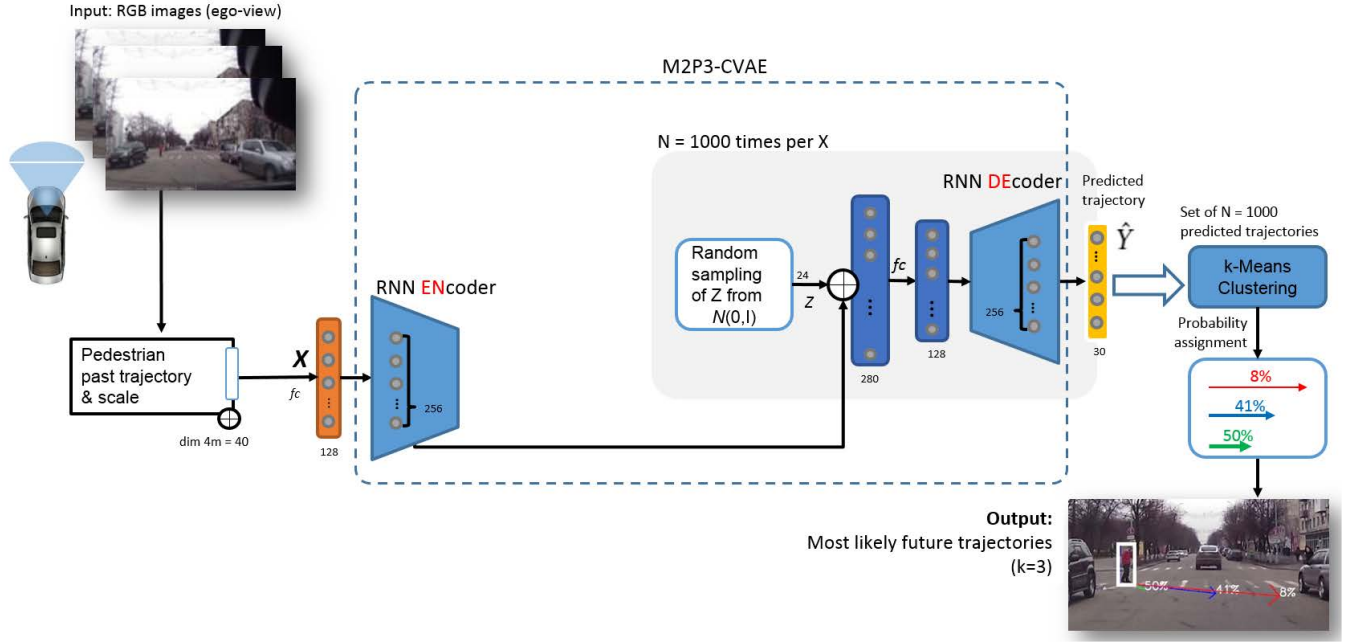 Input: RGB images (ego-view)
M2P3-CVAE
N = 1000 times per X
RNN DEcoder
Predicted
trajectory
Ŷ
Set of N = 1000
predicted trajectories
Random
sampling
of Z from
N(0,I)
24
Z
fc
256
k-Means
Clustering
RNN ENcoder
Probability
assignment
Pedestrian
past trajectory
& scale
X
fc
280
128
30
8%
41%
50%
256
dim 4m = 40
128
Output:
Most likely future trajectories
(k=3)
50%
41%
8%